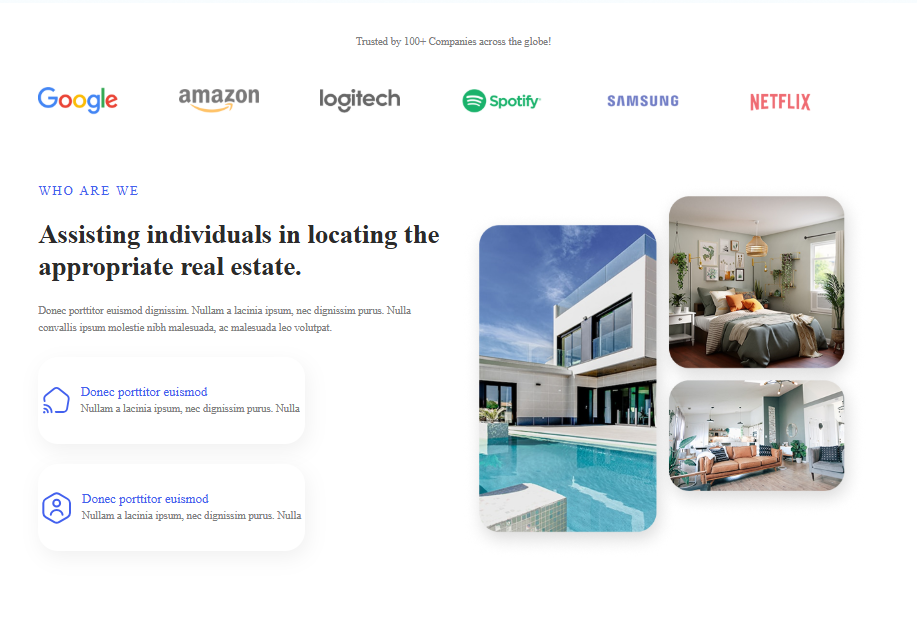 Trusted by 100+ Companies across the globe!
Google amazon logitech Spotify SAMSUNG NETFLIX
WHO ARE WE
Assisting individuals in locating the
appropriate real estate.
Donec porttitor euismod dignissim. Nullam a lacinia ipsum, nec dignissim purus. Nulla
convallis ipsum molestie nibh malesuada, ac malesuada leo volutpat.
Donec porttitor euismod
Nullam a lacinia ipsum, nec dignissim purus. Nulla
Donec porttitor euismod
Nullam a lacinia ipsum, nec dignissim purus. Nulla